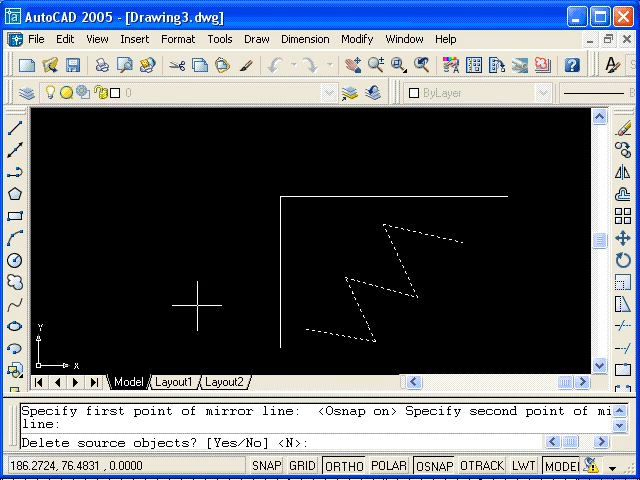 AutoCAD 2005 - [Drawing3.dwg]
File Edit View Insert Format Tools Draw Dimension Modify Window Help
0 ByLayer B
Y
X
Model Layout1 Layout2
Specify first point of mirror line: <Osnap on> Specify second point of mi
line:
Delete source objects? [Yes/No] <N>:
186.2724, 76.4831 , 0.0000 SNAP GRID ORTHO POLAR OSNAP OTRACK LWT MODEL